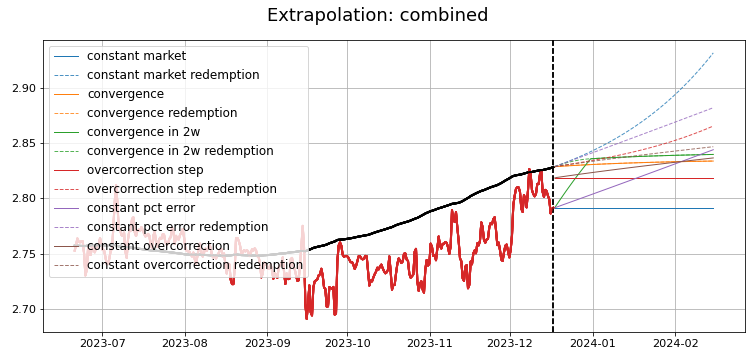 Extrapolation: combined
constant market
constant market redemption
convergence
convergence redemption
convergence in 2w
convergence in 2w redemption
overcorrection step
overcorrection step redemption
constant pct error
constant pct error redemption
constant overcorrection
constant overcorrection redemption
2.90
2.85
2.80
2.75
2.70
2023-07 2023-08 2023-09 2023-10 2023-11 2023-12 2024-01 2024-02